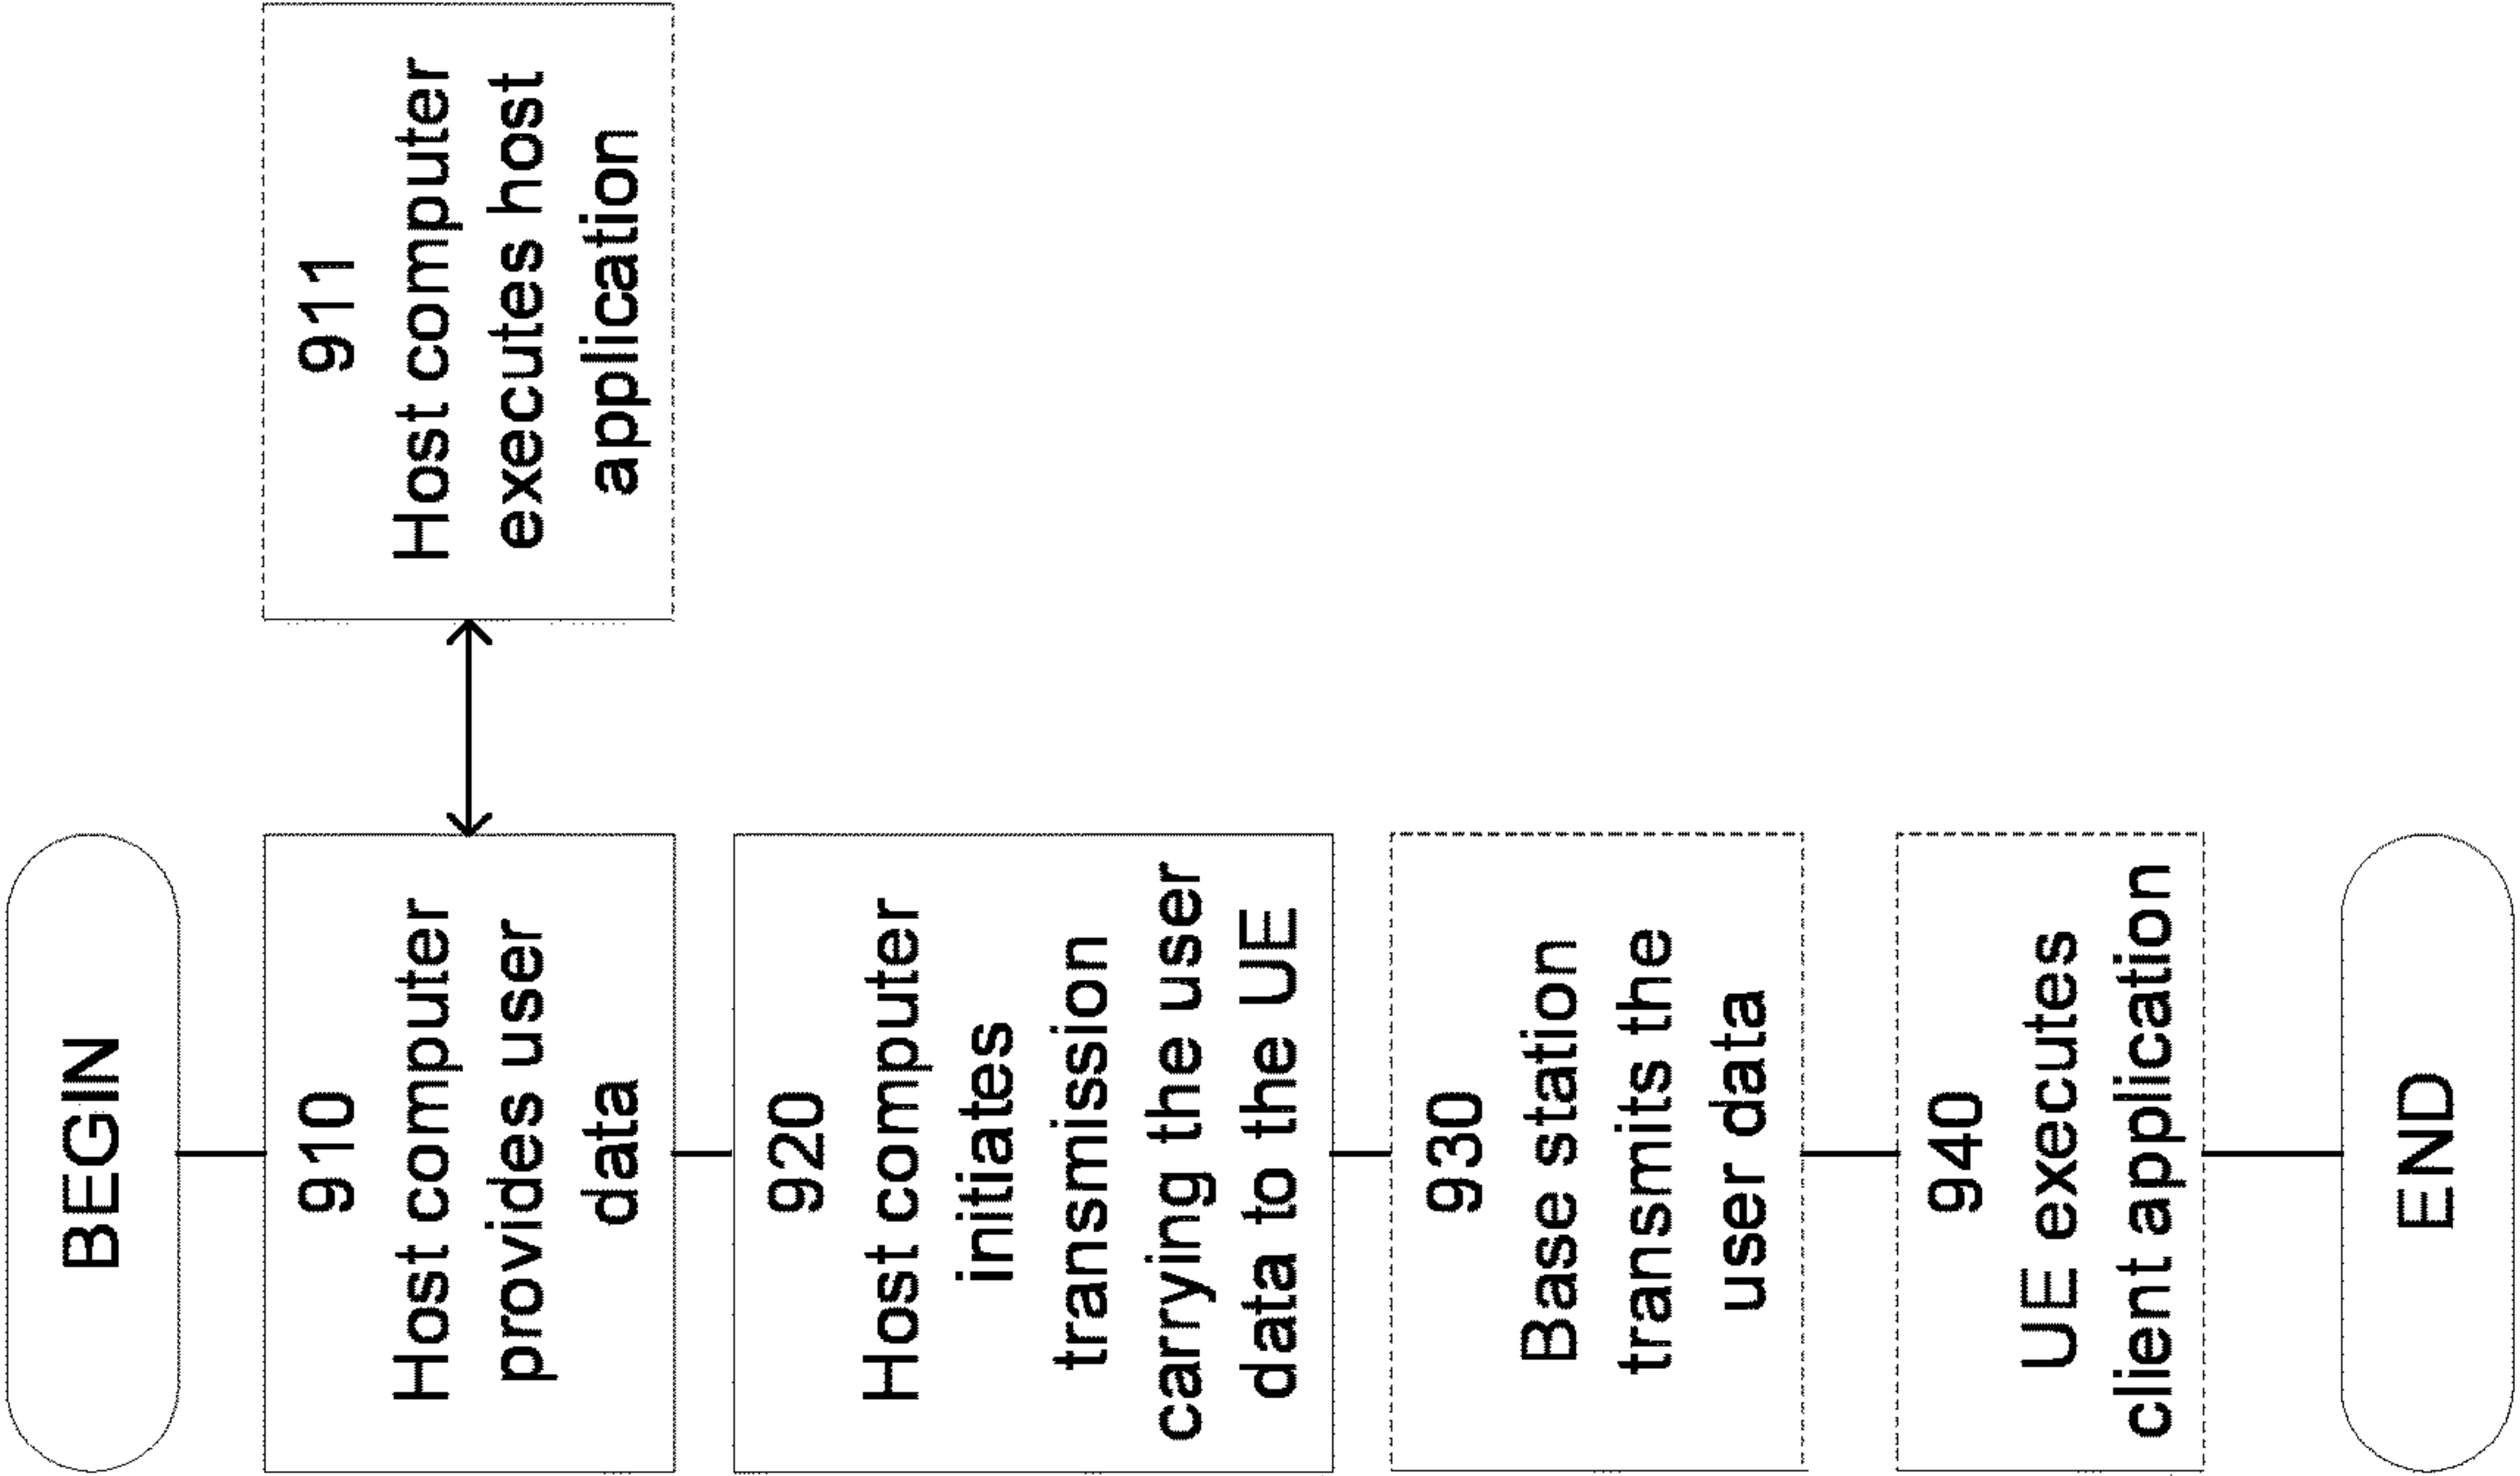 BEGIN
910
Host computer
provides user
data
911
Host computer
executes host
application
920
Host computer
initiates
transmission
carrying the user
data to the UE
930
Base station
transmits the
user data
940
UE executes
client application
END